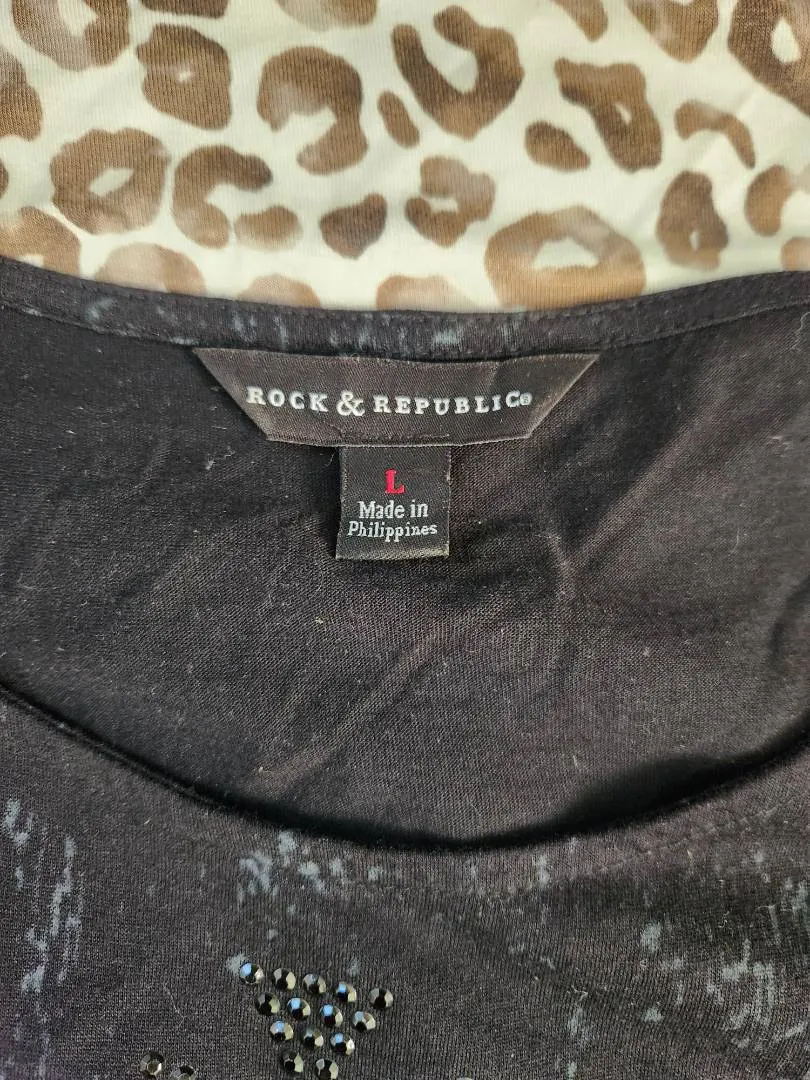 ROCK & REPUBLIC®
L
Made in
Philippines